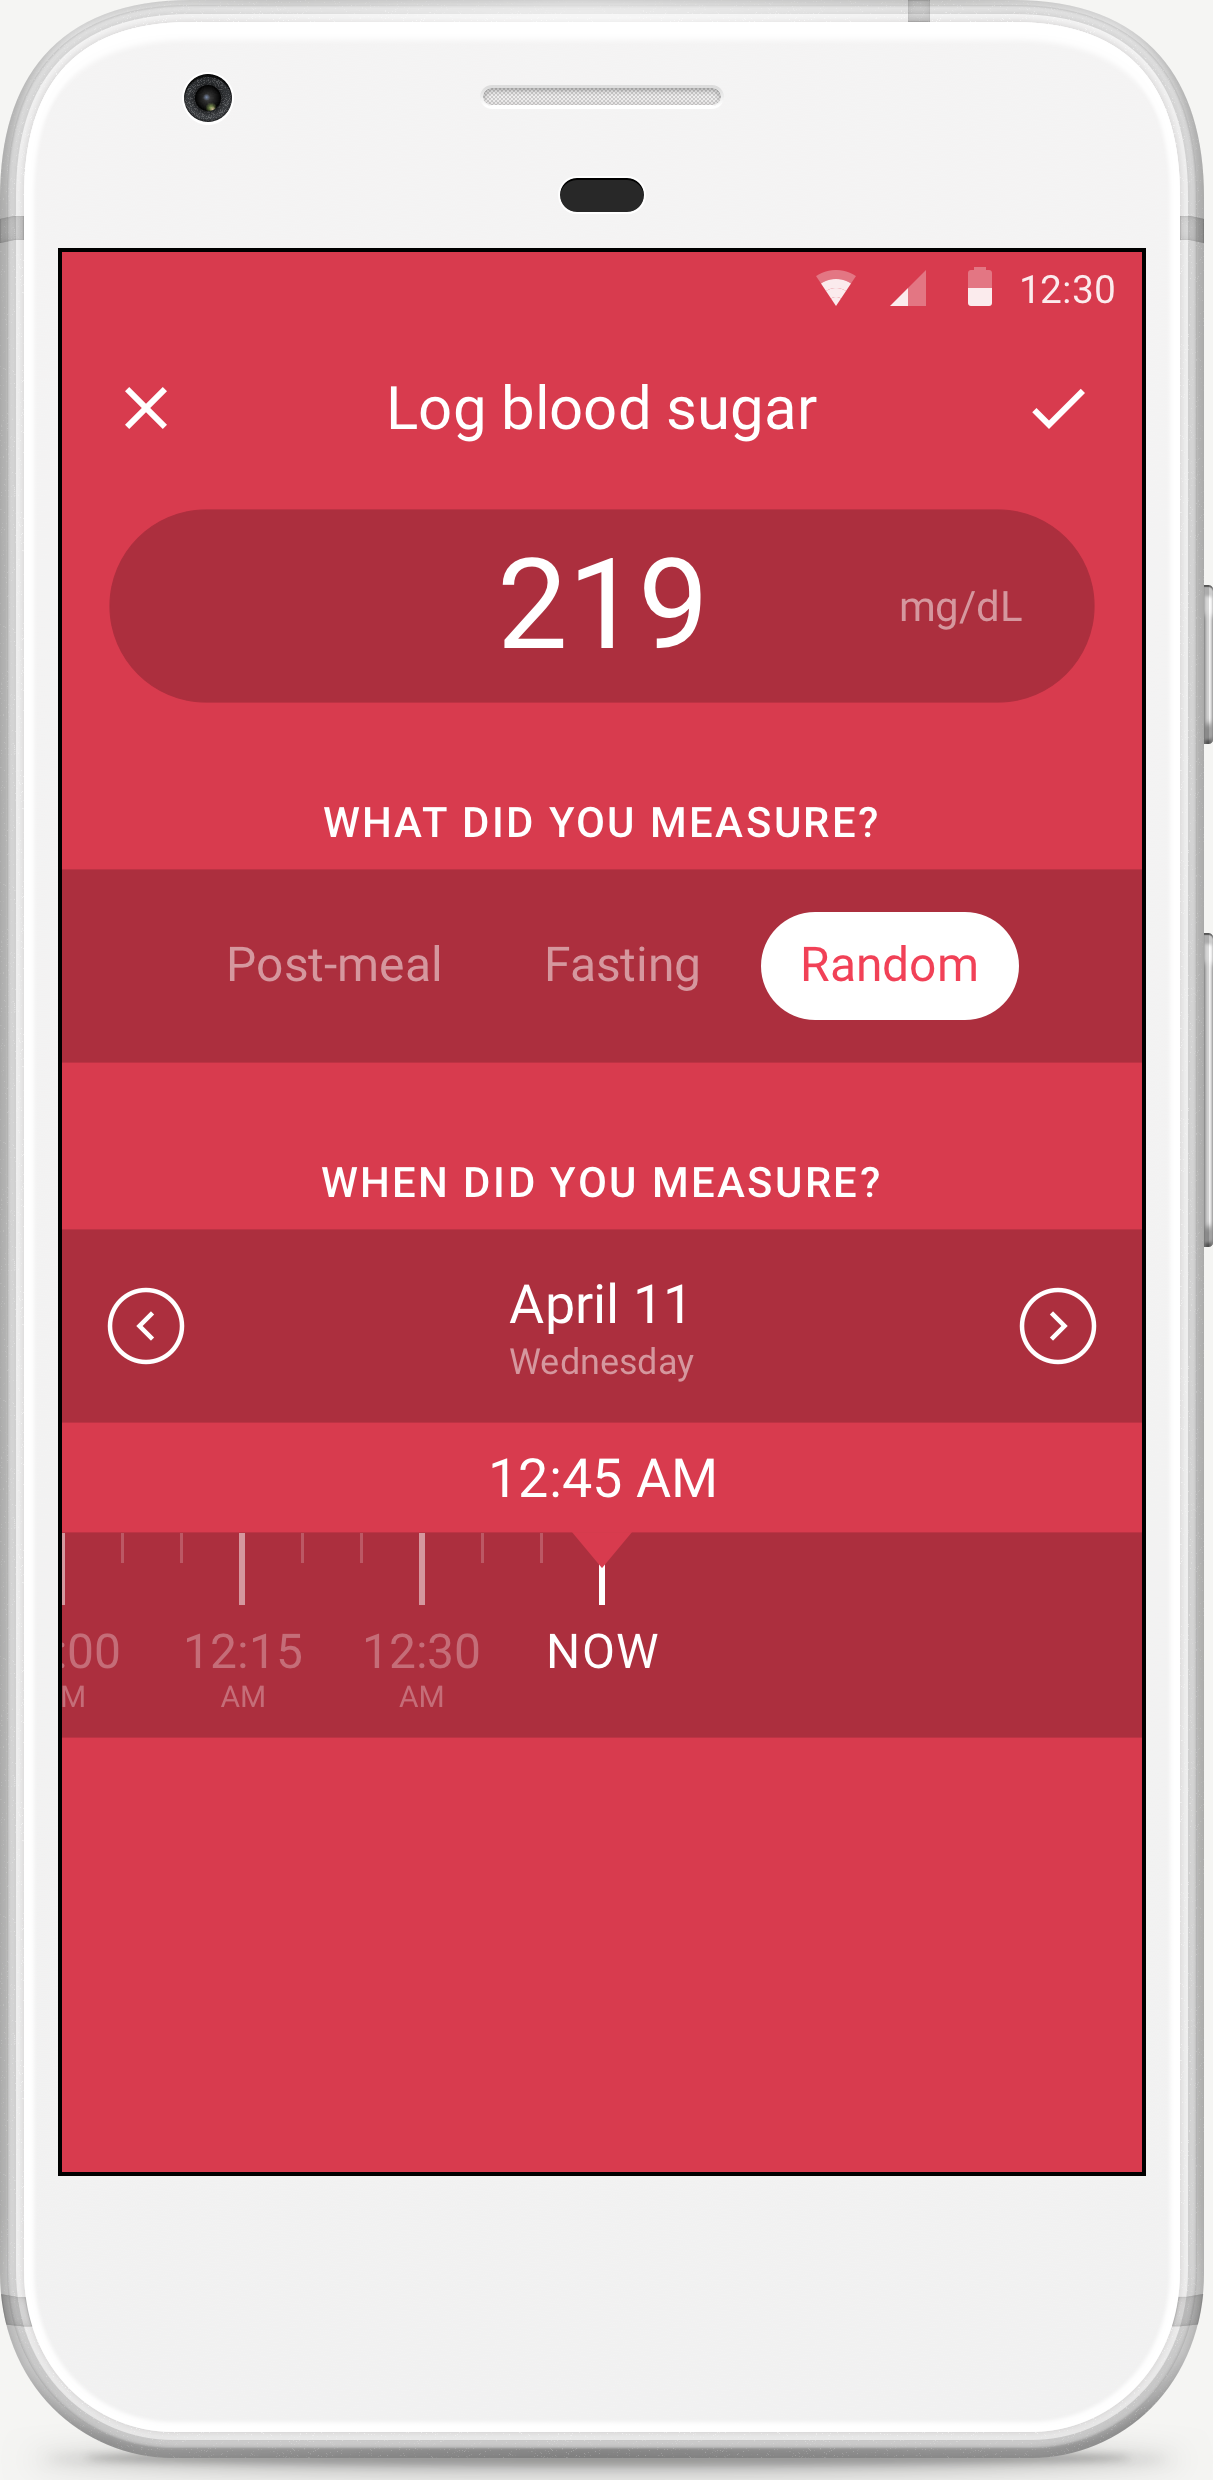 12:30
Log blood sugar
219 mg/dL
WHAT DID YOU MEASURE?
Post-meal Fasting Random
WHEN DID YOU MEASURE?
April 11
Wednesday
12:45 AM
:00 12:15 12:30 NOW
M AM AM